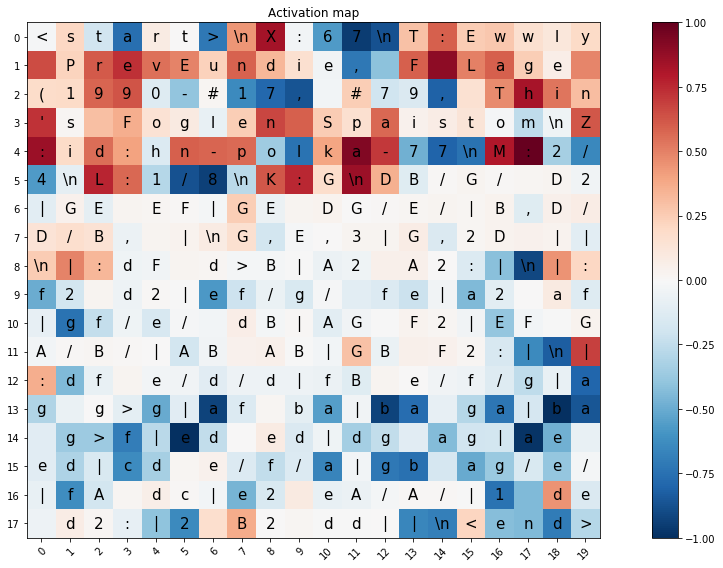 Activation map
0 < s t a r t > \n X : 6 7 \n T : E w w l y
1 P r e v E u n d i e , F L a g e
2 ( 1 9 9 0 - # 1 7 , # 7 9 , T h i n
3 ' s F o g l e n S p a i s t o m \n Z
4 : i d : h n - p o l k a - 7 7 \n M : 2 /
5 4 \n L : 1 / 8 \n K : G \n D B / G / D 2
6 | G E E F | G E D G / E / | B , D /
7 D / B , | \n G , E , 3 | G , 2 D | |
8 \n | : d F d > B | A 2 A 2 : | \n | :
9 f 2 d 2 | e f / g / f e | a 2 a f
10 | g f / e / d B | A G F 2 | E F G
11 A / B / | A B A B | G B F 2 : | \n |
12 : d f e / d / d | f B e / f / g | a
13 g g > g | a f b a | b a g a | b a
14 g > f | e d e d | d g a g | a e
15 e d | c d e / f / a | g b a g / e /
16 | f A d c | e 2 e A / A / | 1 d e
17 d 2 : | 2 B 2 d d | | \n < e n d >
0 1 2 3 4 5 6 7 8 9 10 11 12 13 14 15 16 17 18 19
1.00
0.75
0.50
0.25
0.00
−0.25
−0.50
−0.75
−1.00